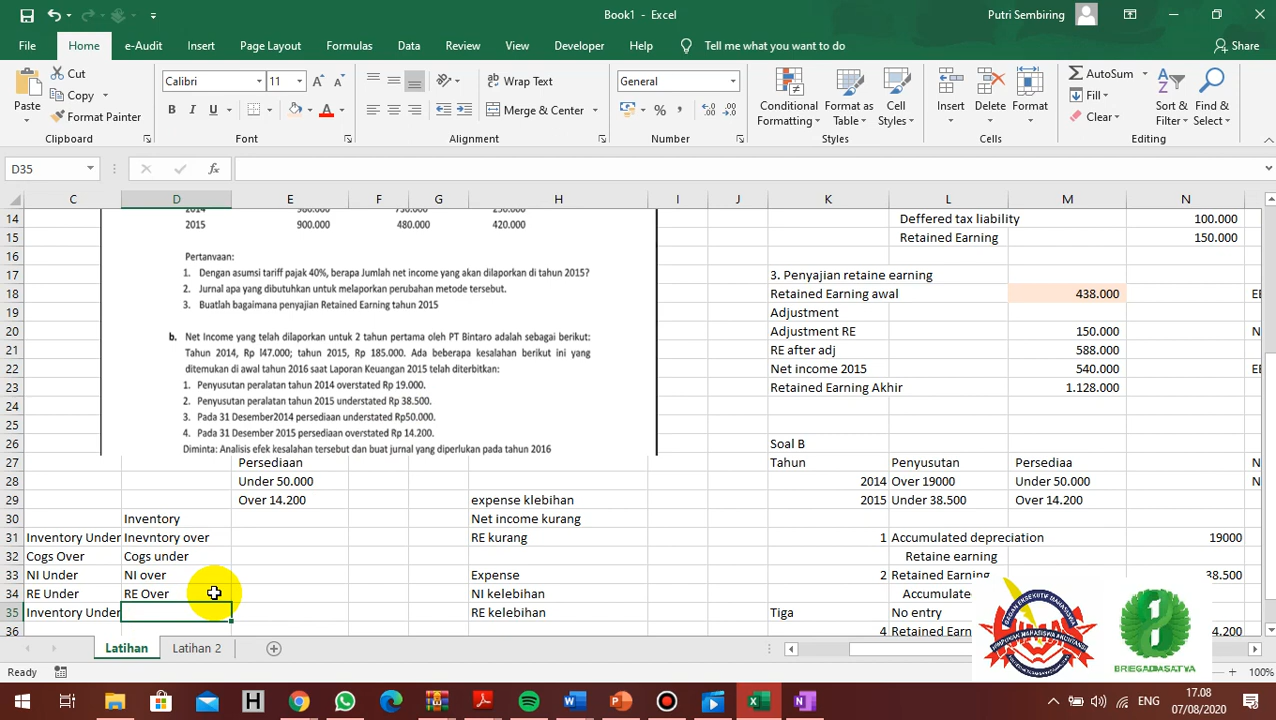 Book1 - Excel
Putri Sembiring
File Home e-Audit Insert Page Layout Formulas Data Review View Developer Help Tell me what you want to do Share
Paste Cut Copy Format Painter Clipboard
Calibri 11 B I U Font
Wrap Text Merge & Center Alignment
General % , Number
Conditional Formatting Format as Table Cell Styles Styles
Insert Delete Format Cells
AutoSum Fill Clear Sort & Filter Find & Select Editing
D35 fx
C D E F G H I J K L M N
14 Deffered tax liability 100.000
15 2015 900.000 480.000 420.000 Retained Earning 150.000
16 Pertanvaan:
17 1. Dengan asumsi tariff pajak 40%, berapa Jumlah net income yang akan dilaporkan di tahun 2015? 3. Penyajian retaine earning
18 2. Jurnal apa yang dibutuhkan untuk melaporkan perubahan metode tersebut. Retained Earning awal 438.000
19 3. Buatlah bagaimana penyajian Retained Earning tahun 2015 Adjustment
20 b. Net Income yang telah dilaporkan untuk 2 tahun pertama oleh PT Bintaro adalah sebagai berikut: Adjustment RE 150.000
21 Tahun 2014, Rp l47.000; tahun 2015, Rp 185.000. Ada beberapa kesalahan berikut ini yang RE after adj 588.000
22 ditemukan di awal tahun 2016 saat Laporan Keuangan 2015 telah diterbitkan: Net income 2015 540.000
23 1. Penyusutan peralatan tahun 2014 overstated Rp 19.000. Retained Earning Akhir 1.128.000
24 2. Penyusutan peralatan tahun 2015 understated Rp 38.500.
25 3. Pada 31 Desember2014 persediaan understated Rp50.000.
26 4. Pada 31 Desember 2015 persediaan overstated Rp 14.200. Soal B
Diminta: Analisis efek kesalahan tersebut dan buat jurnal yang diperlukan pada tahun 2016
27 Persediaan Tahun Penyusutan Persediaa
28 Under 50.000 2014 Over 19000 Under 50.000
29 Over 14.200 expense klebihan 2015 Under 38.500 Over 14.200
30 Inventory Net income kurang
31 Inventory Under Inevntory over RE kurang 1 Accumulated depreciation 19000
32 Cogs Over Cogs under Retaine earning
33 NI Under NI over Expense 2 Retained Earning 38.500
34 RE Under RE Over NI kelebihan
35 Inventory Under RE kelebihan Tiga No entry
36 4
Latihan Latihan 2
BRIEGADIASATYA
Ready 100%
ENG 17.08
07/08/2020